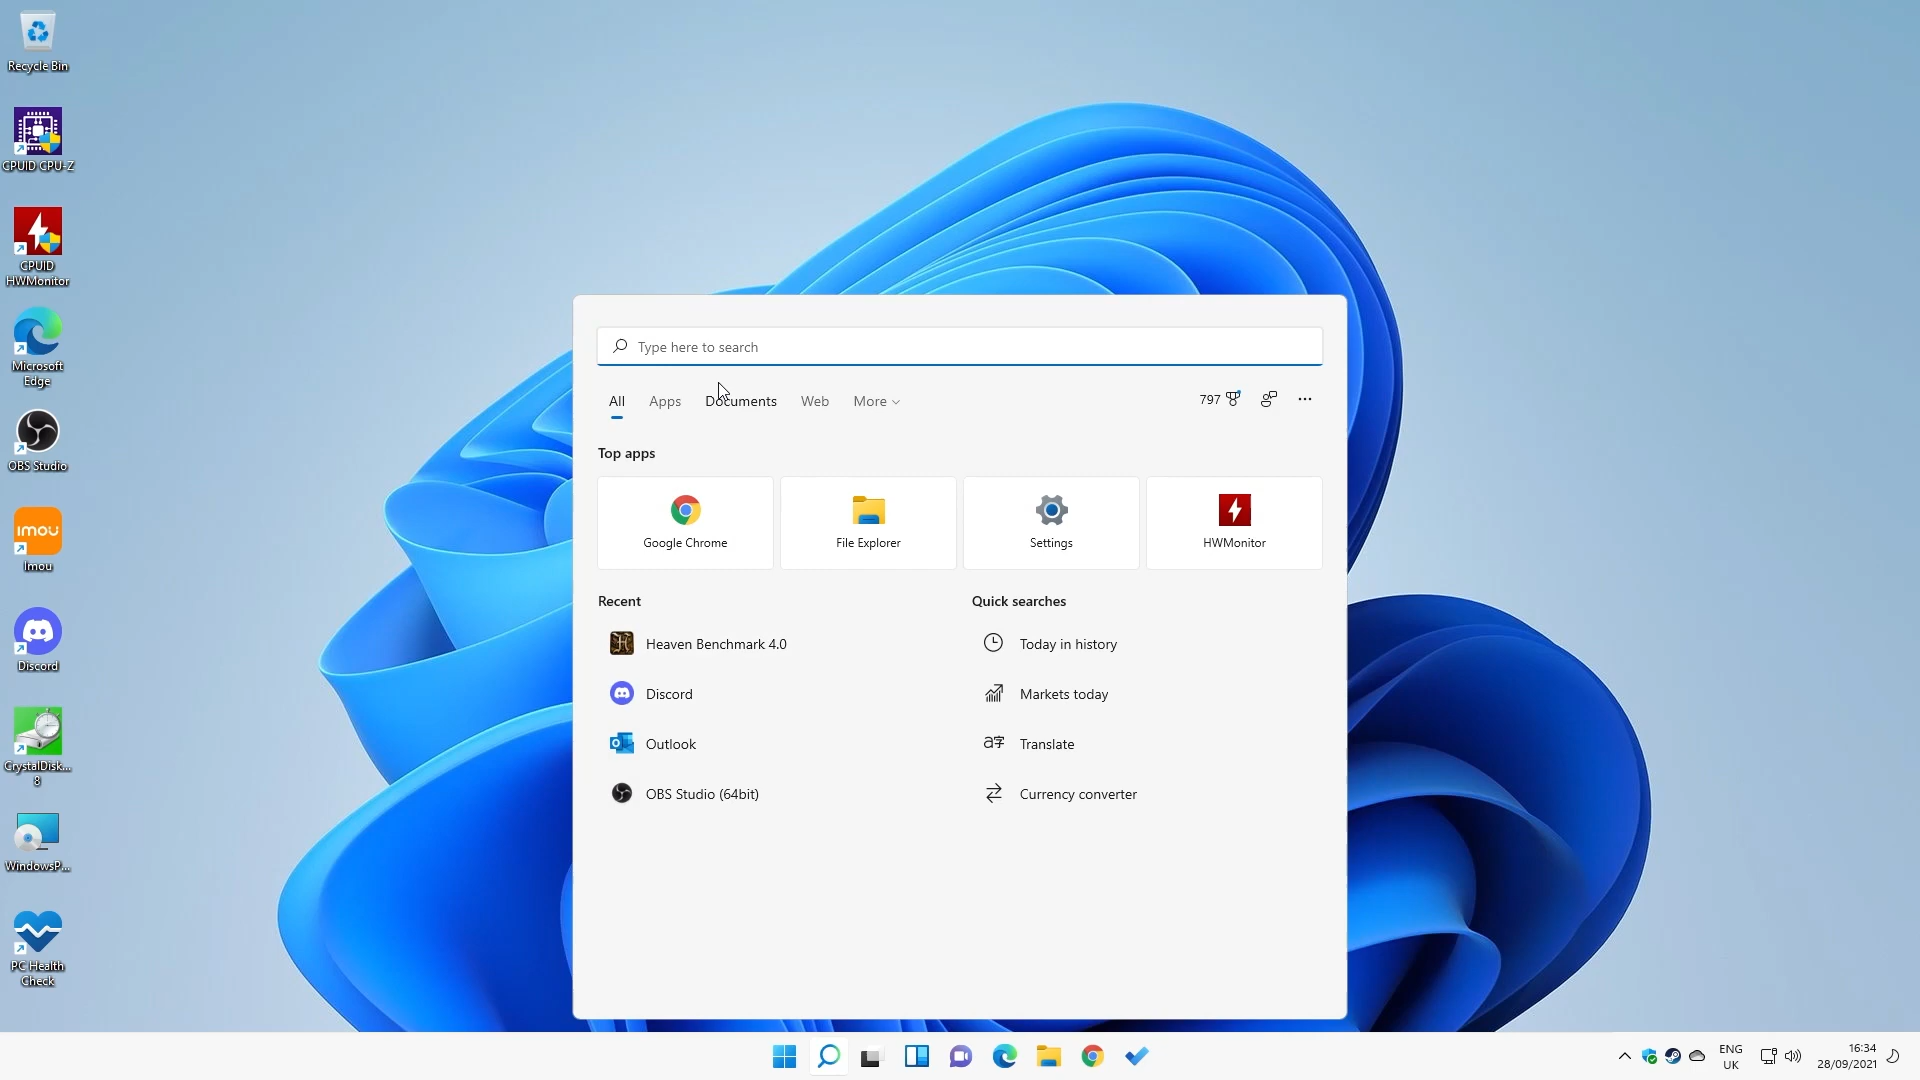 Recycle Bin
CPUID CPU-Z
CPUID
HWMonitor
Microsoft
Edge
OBS Studio
imou
Imou
Discord
CrystalDisk...
8
WindowsP...
PC Health
Check
Type here to search
All Apps Documents Web More
797
Top apps
Google Chrome
File Explorer
Settings
HWMonitor
Recent
Heaven Benchmark 4.0
Discord
Outlook
OBS Studio (64bit)
Quick searches
Today in history
Markets today
Translate
Currency converter
ENG
UK
16:34
28/09/2021